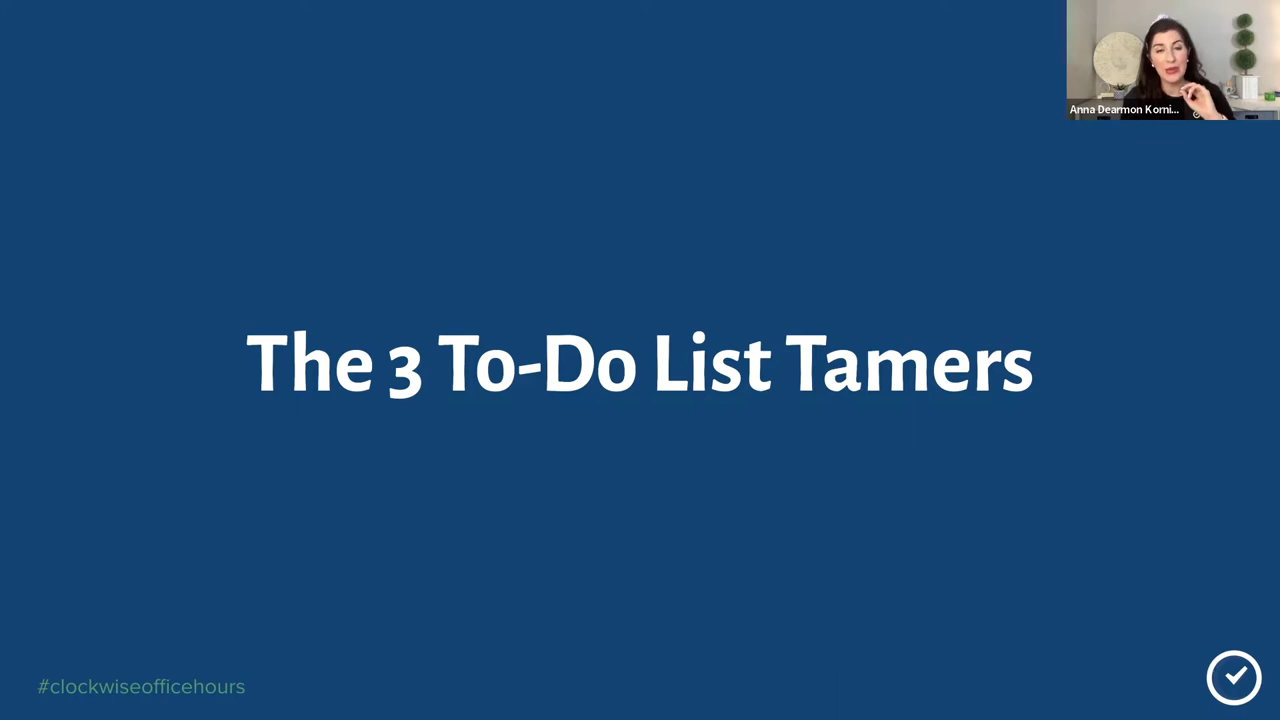 Anna Dearmon Korni...
The 3 To-Do List Tamers
#clockwiseofficehours